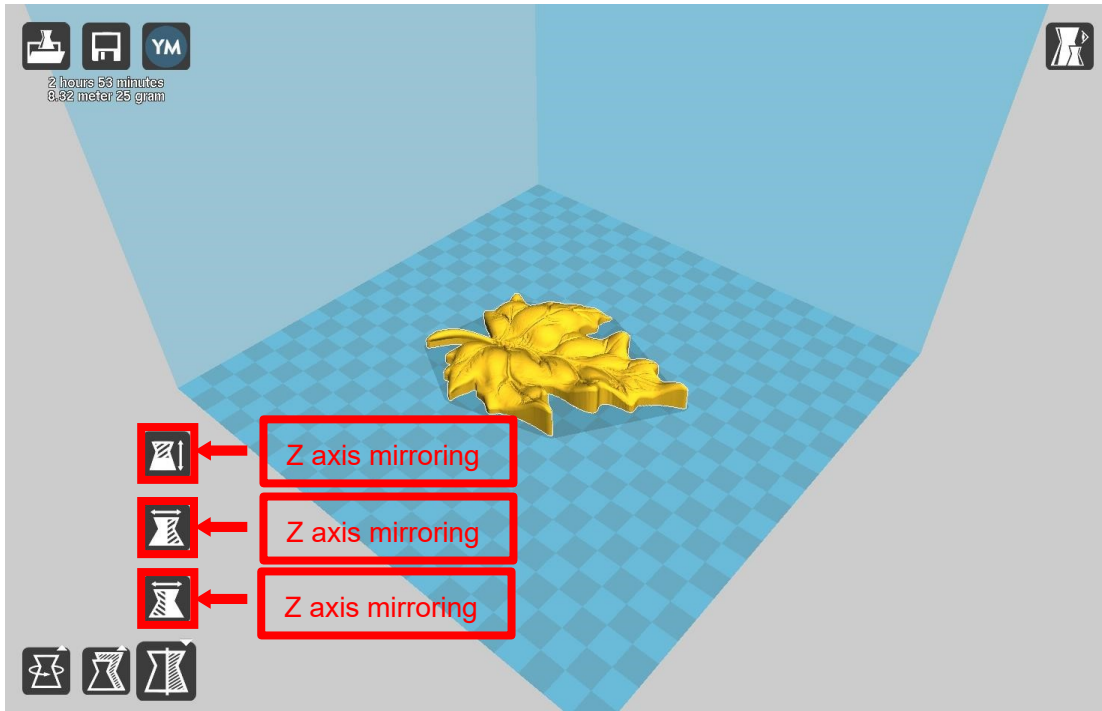 YM
2 hours 53 minutes
8.32 meter 25 gram
Z axis mirroring
Z axis mirroring
Z axis mirroring